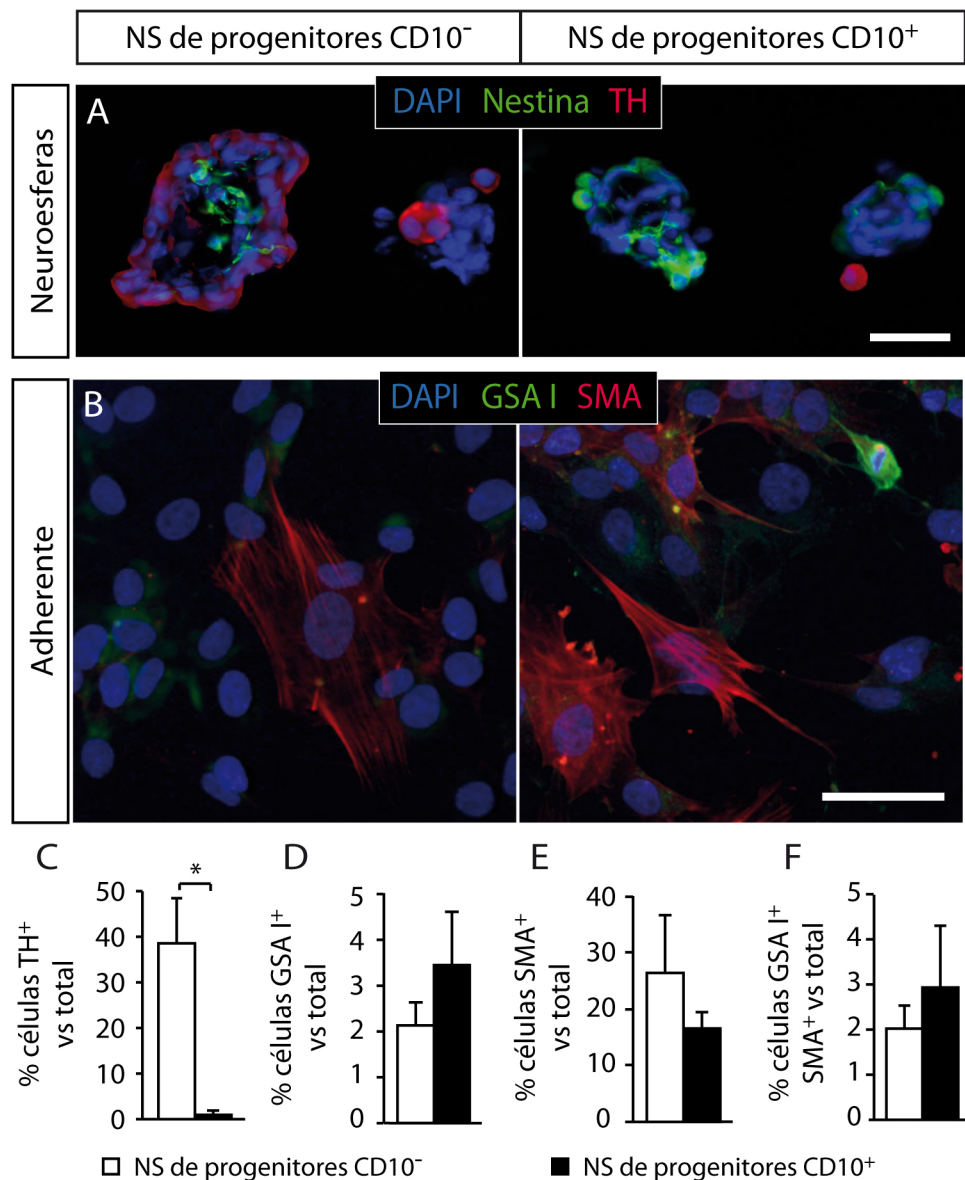 NS de progenitores CD10⁻
NS de progenitores CD10⁺
Neuroesferas
A
DAPI Nestina TH
Adherente
B
DAPI GSA I SMA
C
% células TH⁺
vs total
50
40
30
20
10
0
*
D
% células GSA I⁺
vs total
5
4
3
2
1
0
E
% células SMA⁺
vs total
40
30
20
10
0
F
% células GSA I⁺
SMA⁺ vs total
5
4
3
2
1
0
NS de progenitores CD10⁻
NS de progenitores CD10⁺